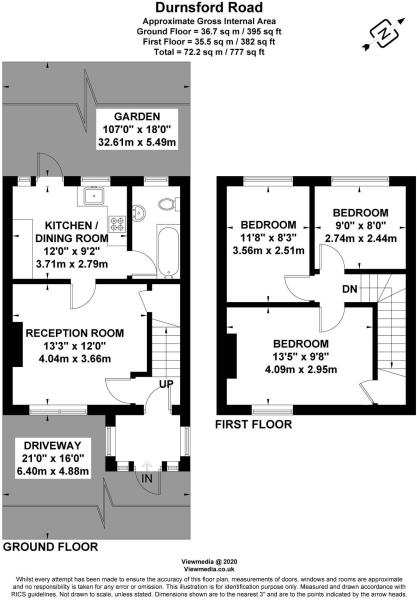 Durnsford Road
Approximate Gross Internal Area
Ground Floor = 36.7 sq m / 395 sq ft
First Floor = 35.5 sq m / 382 sq ft
Total = 72.2 sq m / 777 sq ft
N
GARDEN
107'0" x 18'0"
32.61m x 5.49m
KITCHEN /
DINING ROOM
12'0" x 9'2"
3.71m x 2.79m
RECEPTION ROOM
13'3" x 12'0"
4.04m x 3.66m
UP
DRIVEWAY
21'0" x 16'0"
6.40m x 4.88m
IN
GROUND FLOOR
BEDROOM
11'8" x 8'3"
3.56m x 2.51m
BEDROOM
9'0" x 8'0"
2.74m x 2.44m
DN
BEDROOM
13'5" x 9'8"
4.09m x 2.95m
FIRST FLOOR
Viewmedia @ 2020
Viewmedia.co.uk
Whilst every attempt has been made to ensure the accuracy of this floor plan, measurements of doors, windows and rooms are approximate
and no responsibility is taken for any error or omission. This illustration is for identification purpose only. Measured and drawn accordance with
RICS guidelines. Not drawn to scale, unless stated. Dimensions shown are to the nearest 3" and are to the points indicated by the arrow heads.